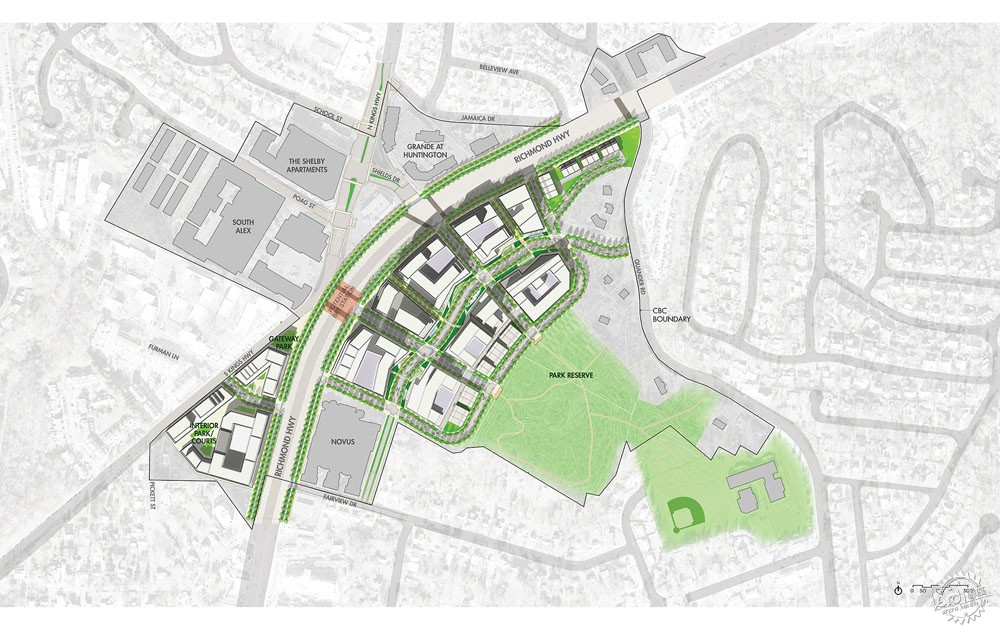 BELLEVIEW AVE
SCHOOL ST
N KINGS HWY
JAMAICA DR
RICHMOND HWY
GRANDE AT
HUNTINGTON
THE SHELBY
APARTMENTS
SHIELDS DR
POAG ST
SOUTH
ALEX
QUANDER RD
POTENTIAL
STATION
CBC
BOUNDARY
GATEWAY
PARK
FURMAN LN
S KINGS HWY
PARK RESERVE
INTERIOR
PARK/
COURTS
RICHMOND HWY
NOVUS
PICKETT ST
FAIRVIEW DR
N
0 50